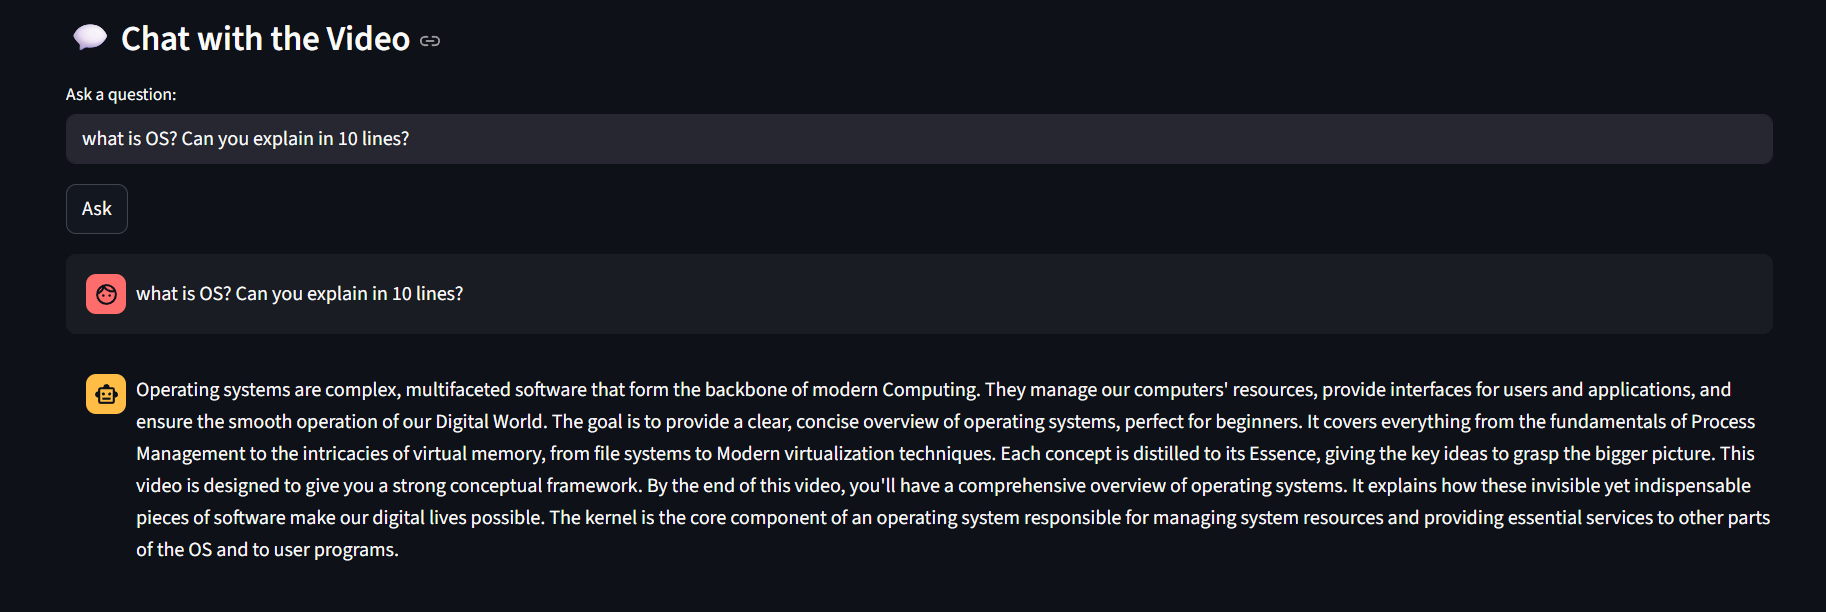 Chat with the Video
Ask a question:
what is OS? Can you explain in 10 lines?
Ask
what is OS? Can you explain in 10 lines?
Operating systems are complex, multifaceted software that form the backbone of modern Computing. They manage our computers' resources, provide interfaces for users and applications, and
ensure the smooth operation of our Digital World. The goal is to provide a clear, concise overview of operating systems, perfect for beginners. It covers everything from the fundamentals of Process
Management to the intricacies of virtual memory, from file systems to Modern virtualization techniques. Each concept is distilled to its Essence, giving the key ideas to grasp the bigger picture. This
video is designed to give you a strong conceptual framework. By the end of this video, you'll have a comprehensive overview of operating systems. It explains how these invisible yet indispensable
pieces of software make our digital lives possible. The kernel is the core component of an operating system responsible for managing system resources and providing essential services to other parts
of the OS and to user programs.